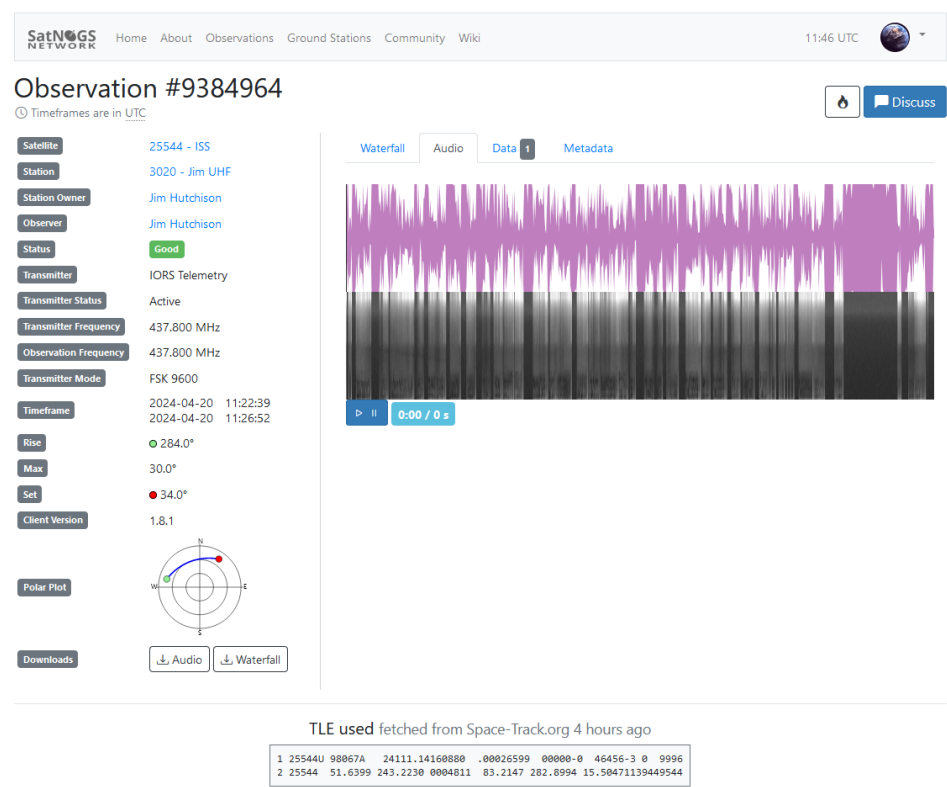 SatNOGS
NETWORK
Home About Observations Ground Stations Community Wiki
11:46 UTC
Observation #9384964
Timeframes are in UTC
Discuss
Satellite 25544 - ISS
Station 3020 - Jim UHF
Station Owner Jim Hutchison
Observer Jim Hutchison
Status Good
Transmitter IORS Telemetry
Transmitter Status Active
Transmitter Frequency 437.800 MHz
Observation Frequency 437.800 MHz
Transmitter Mode FSK 9600
Timeframe 2024-04-20 11:22:39
2024-04-20 11:26:52
Rise 284.0°
Max 30.0°
Set 34.0°
Client Version 1.8.1
Polar Plot
N
W E
S
Downloads Audio Waterfall
Waterfall Audio Data 1 Metadata
0:00 / 0 s
TLE used fetched from Space-Track.org 4 hours ago
1 25544U 98067A 24111.14160880 .00026599 00000-0 46456-3 0 9996
2 25544 51.6399 243.2230 0004811 83.2147 282.8994 15.50471139449544